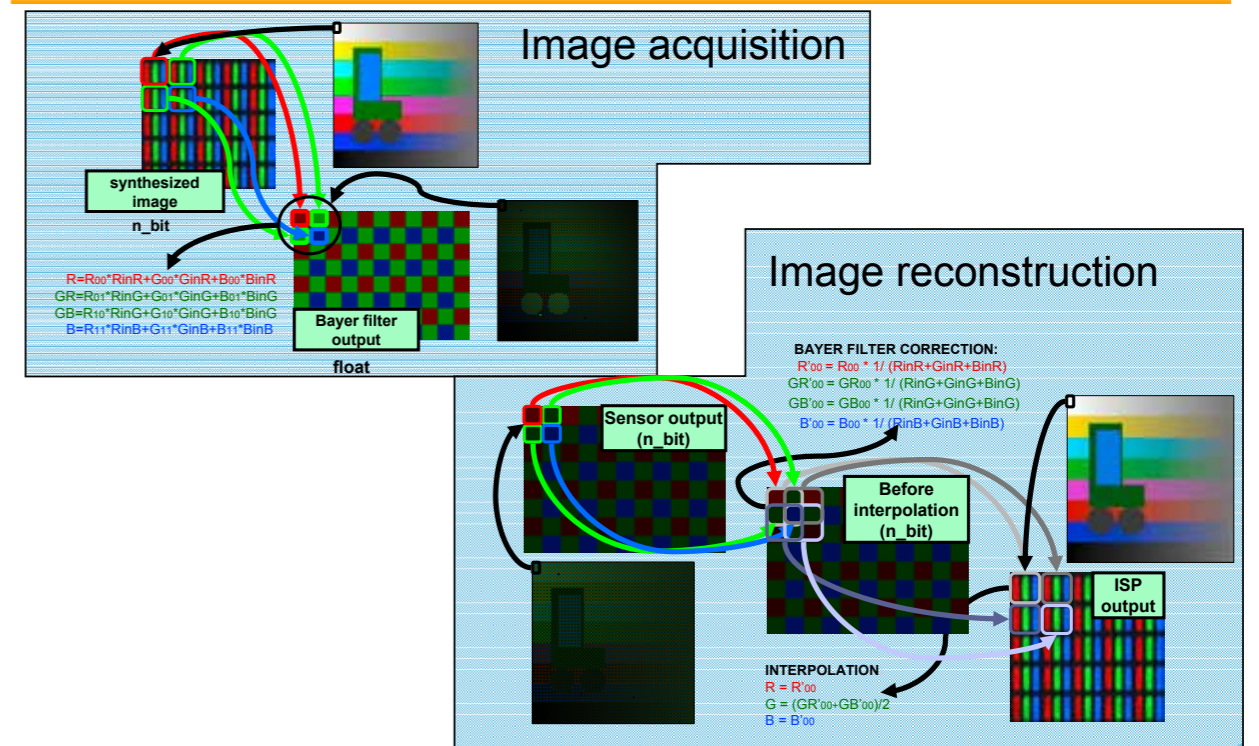 Image acquisition
synthesized
image
n_bit
R=R00*RinR+G00*GinR+B00*BinR
GR=R01*RinG+G01*GinG+B01*BinG
GB=R10*RinG+G10*GinG+B10*BinG
B=R11*RinB+G11*GinB+B11*BinB
Bayer filter
output
float
Image reconstruction
BAYER FILTER CORRECTION:
R'00 = R00 * 1/ (RinR+GinR+BinR)
GR'00 = GR00 * 1/ (RinG+GinG+BinG)
GB'00 = GB00 * 1/ (RinG+GinG+BinG)
B'00 = B00 * 1/ (RinB+GinB+BinB)
Sensor output
(n_bit)
Before
interpolation
(n_bit)
ISP
output
INTERPOLATION
R = R'00
G = (GR'00+GB'00)/2
B = B'00